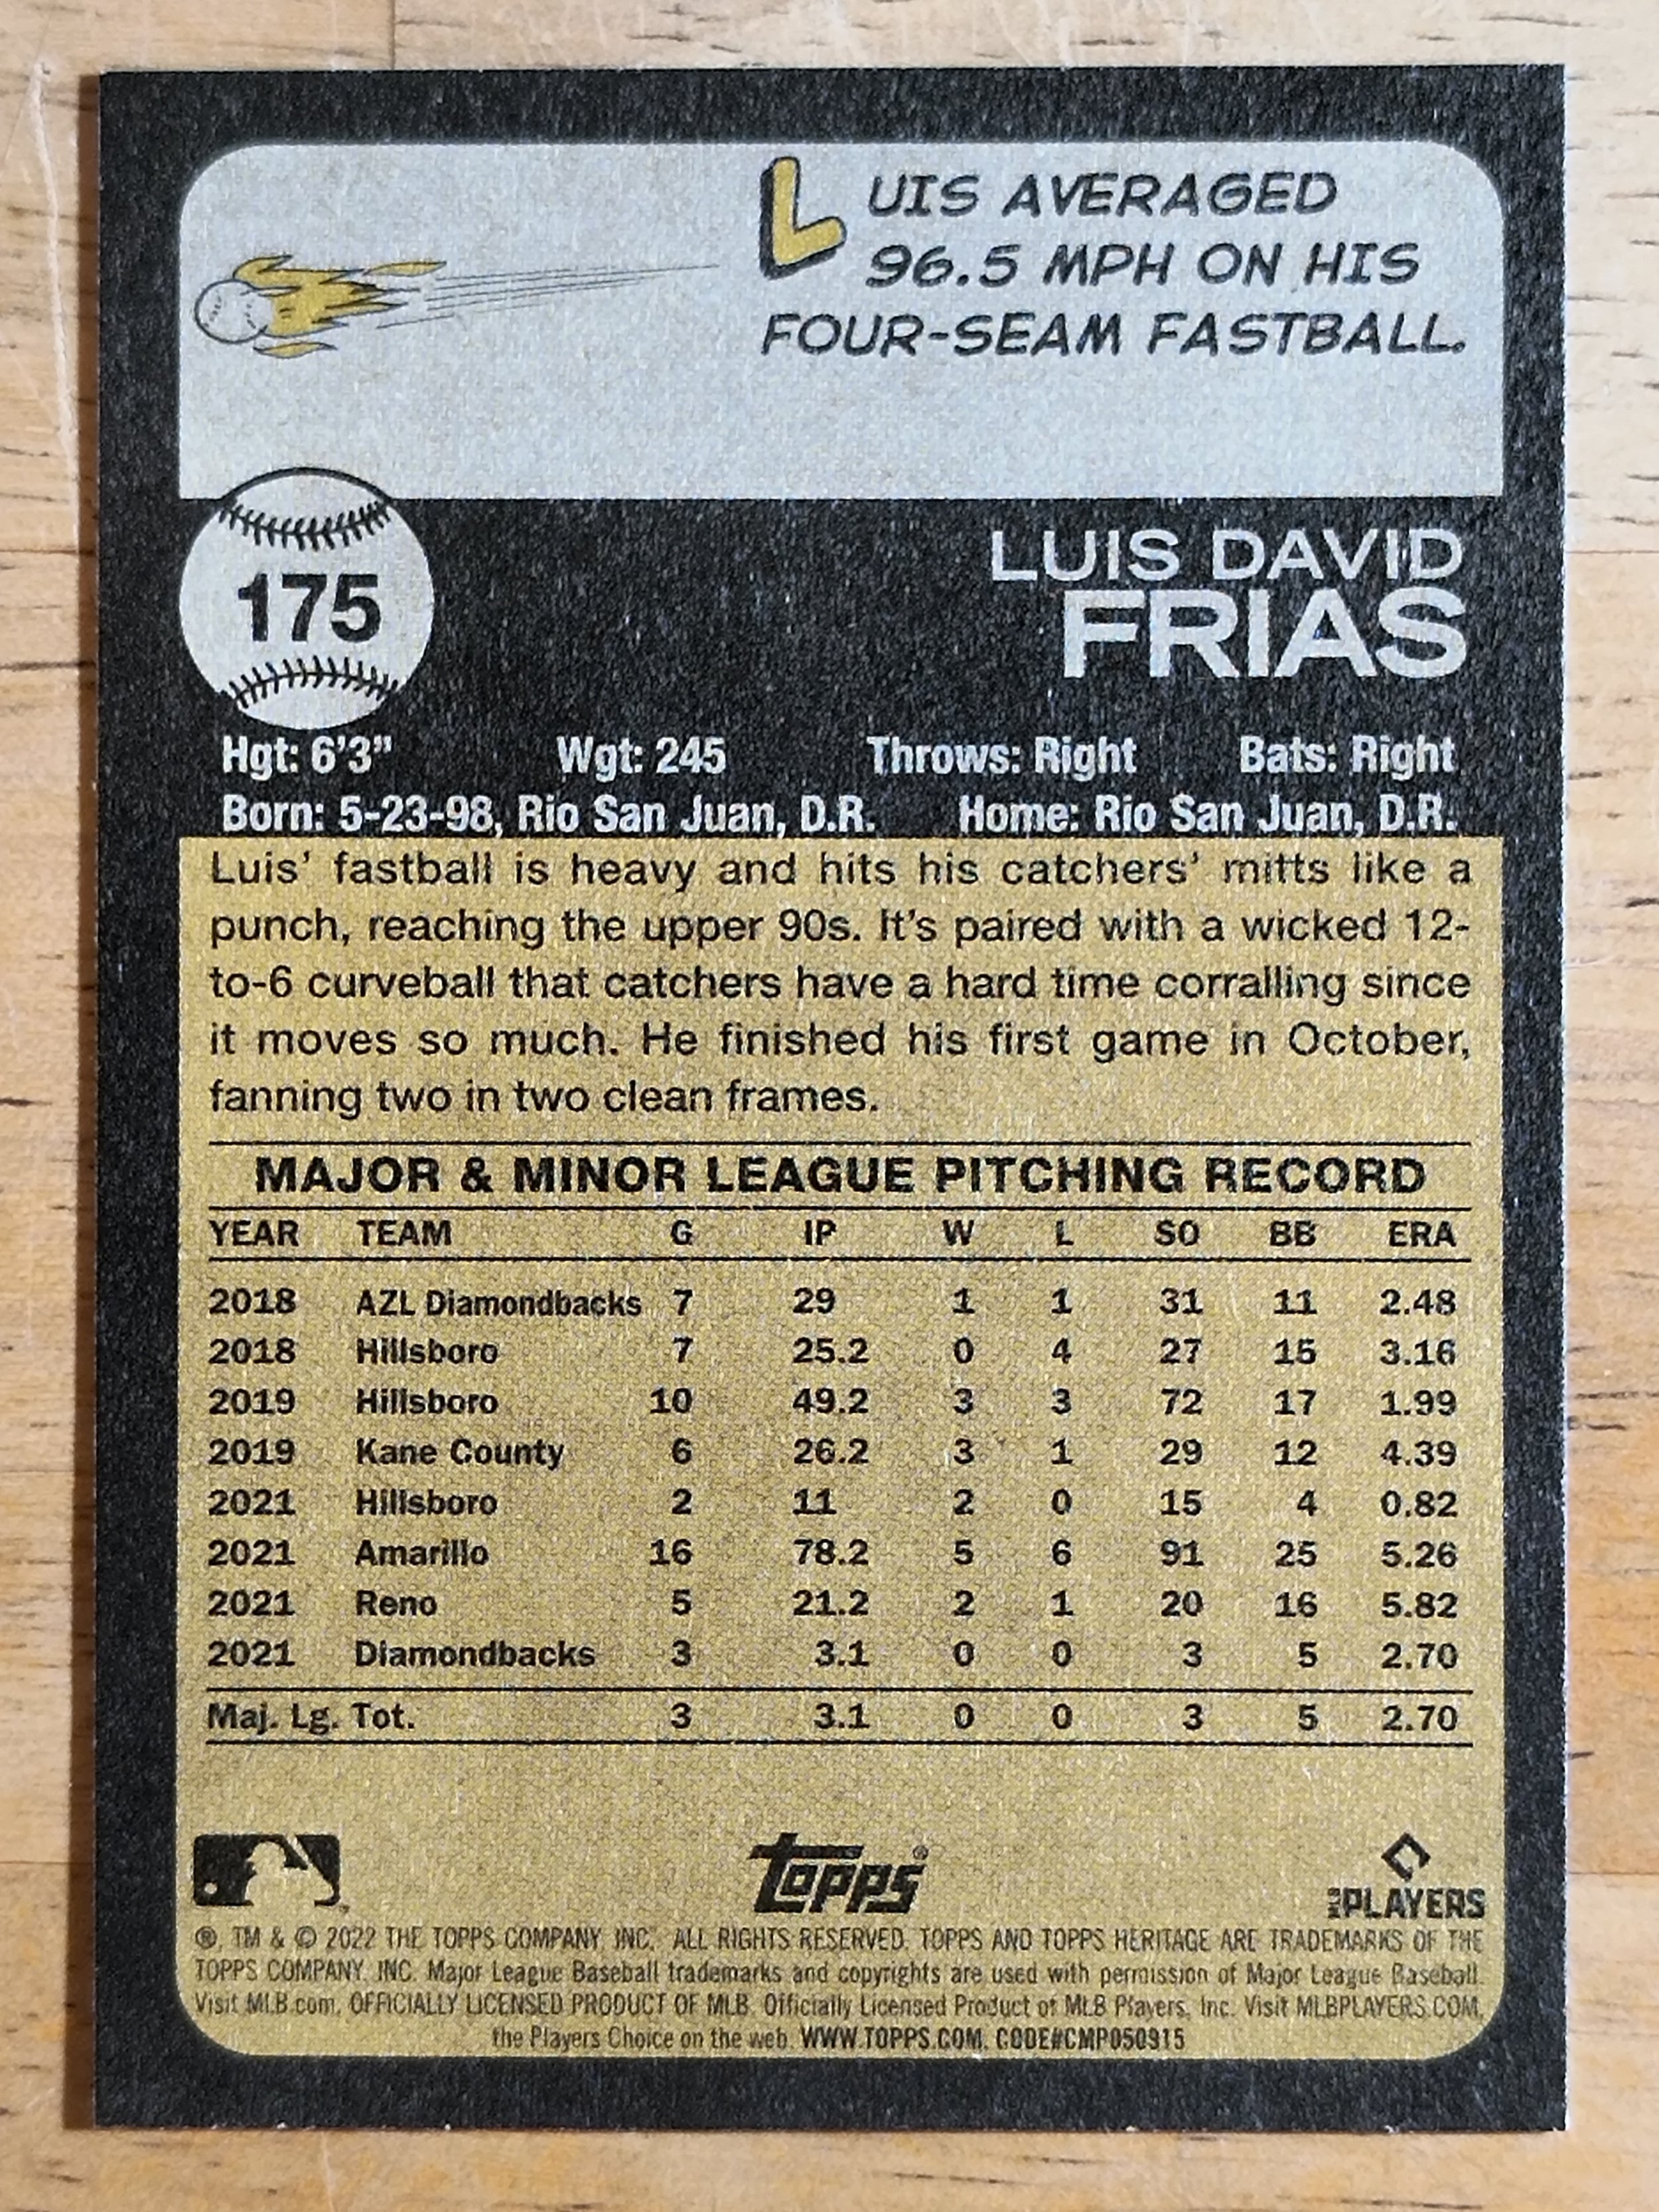 LUIS AVERAGED
96.5 MPH ON HIS
FOUR-SEAM FASTBALL.
175
LUIS DAVID
FRIAS
Hgt: 6'3" Wgt: 245 Throws: Right Bats: Right
Born: 5-23-98, Rio San Juan, D.R. Home: Rio San Juan, D.R.
Luis' fastball is heavy and hits his catchers' mitts like a
punch, reaching the upper 90s. It's paired with a wicked 12-
to-6 curveball that catchers have a hard time corralling since
it moves so much. He finished his first game in October,
fanning two in two clean frames.
MAJOR & MINOR LEAGUE PITCHING RECORD
YEAR TEAM G IP W L SO BB ERA
2018 AZL Diamondbacks 7 29 1 1 31 11 2.48
2018 Hillsboro 7 25.2 0 4 27 15 3.16
2019 Hillsboro 10 49.2 3 3 72 17 1.99
2019 Kane County 6 26.2 3 1 29 12 4.39
2021 Hillsboro 2 11 2 0 15 4 0.82
2021 Amarillo 16 78.2 5 6 91 25 5.26
2021 Reno 5 21.2 2 1 20 16 5.82
2021 Diamondbacks 3 3.1 0 0 3 5 2.70
Maj. Lg. Tot. 3 3.1 0 0 3 5 2.70
topps®
MLB PLAYERS
®, TM & © 2022 THE TOPPS COMPANY, INC. ALL RIGHTS RESERVED. TOPPS AND TOPPS HERITAGE ARE TRADEMARKS OF THE
TOPPS COMPANY, INC. Major League Baseball trademarks and copyrights are used with permission of Major League Baseball.
Visit MLB.com. OFFICIALLY LICENSED PRODUCT OF MLB Officially Licensed Product of MLB Players, Inc. Visit MLBPLAYERS.COM,
the Players Choice on the web. WWW.TOPPS.COM. CODE#CMP050915